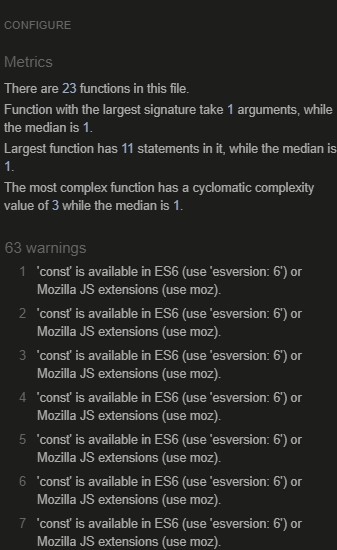 CONFIGURE
Metrics
There are 23 functions in this file.
Function with the largest signature take 1 arguments, while
the median is 1.
Largest function has 11 statements in it, while the median is
1.
The most complex function has a cyclomatic complexity
value of 3 while the median is 1.
63 warnings
1 'const' is available in ES6 (use 'esversion: 6') or
Mozilla JS extensions (use moz).
2 'const' is available in ES6 (use 'esversion: 6') or
Mozilla JS extensions (use moz).
3 'const' is available in ES6 (use 'esversion: 6') or
Mozilla JS extensions (use moz).
4 'const' is available in ES6 (use 'esversion: 6') or
Mozilla JS extensions (use moz).
5 'const' is available in ES6 (use 'esversion: 6') or
Mozilla JS extensions (use moz).
6 'const' is available in ES6 (use 'esversion: 6') or
Mozilla JS extensions (use moz).
7 'const' is available in ES6 (use 'esversion: 6') or
Mozilla JS extensions (use moz).